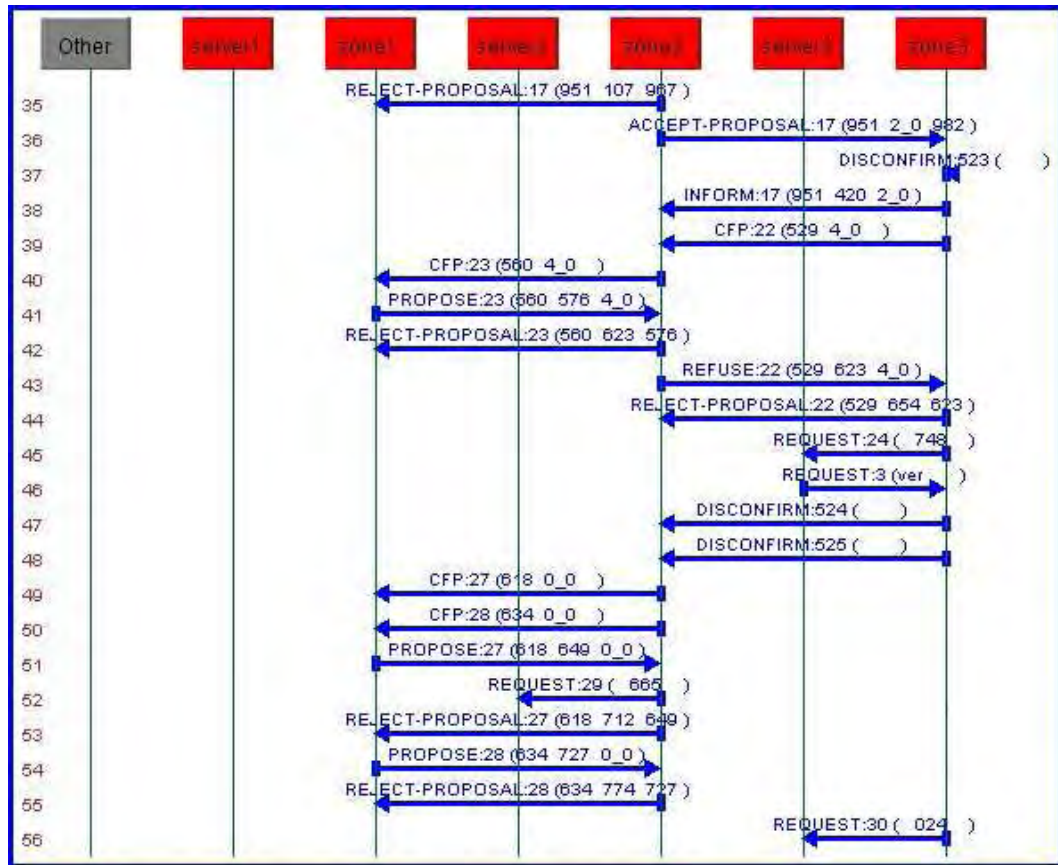 Other server1 zone1 server2 zone2 server3 zone3
35 REJECT-PROPOSAL:17 (951 107 967 )
36 ACCEPT-PROPOSAL:17 (951 2_0 982 )
37 DISCONFIRM:523 ( )
38 INFORM:17 (951 420 2_0 )
39 CFP:22 (529 4_0 )
40 CFP:23 (560 4_0 )
41 PROPOSE:23 (560 576 4_0 )
42 REJECT-PROPOSAL:23 (560 623 576 )
43 REFUSE:22 (529 623 4_0 )
44 REJECT-PROPOSAL:22 (529 654 623 )
45 REQUEST:24 ( 748 )
46 REQUEST:3 (ver )
47 DISCONFIRM:524 ( )
48 DISCONFIRM:525 ( )
49 CFP:27 (618 0_0 )
50 CFP:28 (634 0_0 )
51 PROPOSE:27 (618 649 0_0 )
52 REQUEST:29 ( 665 )
53 REJECT-PROPOSAL:27 (618 712 649 )
54 PROPOSE:28 (634 727 0_0 )
55 REJECT-PROPOSAL:28 (634 774 727 )
56 REQUEST:30 ( 024 )